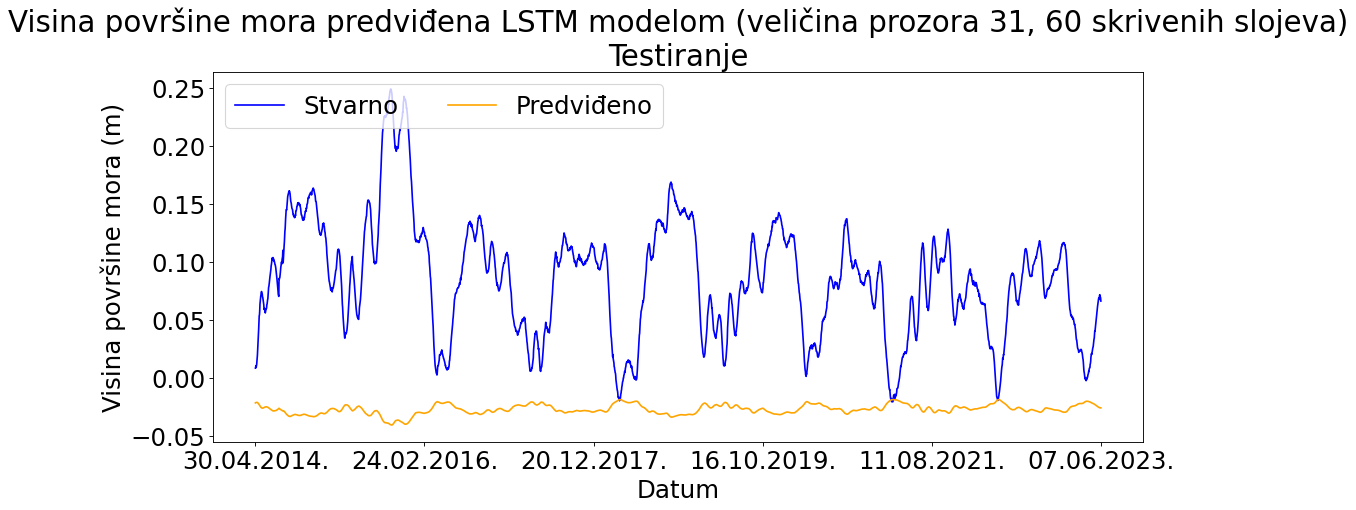 Visina površine mora predviđena LSTM modelom (veličina prozora 31, 60 skrivenih slojeva)
Testiranje
Stvarno Predviđeno
Visina površine mora (m)
0.25
0.20
0.15
0.10
0.05
0.00
−0.05
30.04.2014. 24.02.2016. 20.12.2017. 16.10.2019. 11.08.2021. 07.06.2023.
Datum